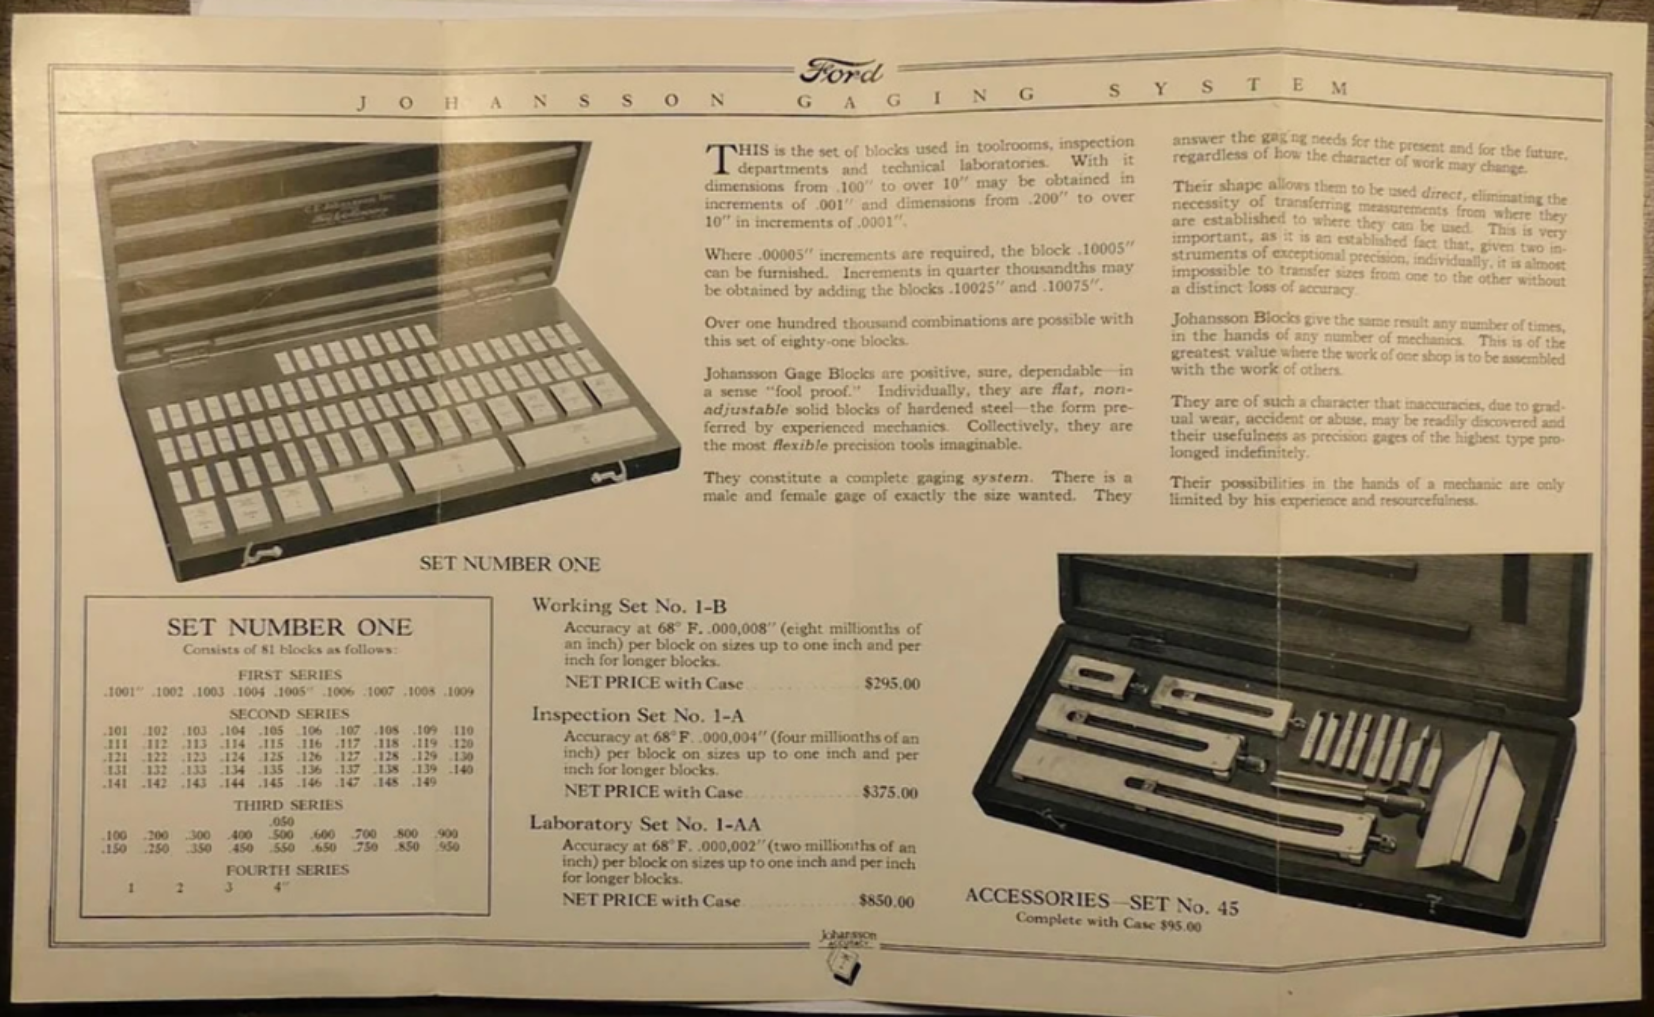 Ford
JOHANSSON GAGING SYSTEM
THIS is the set of blocks used in toolrooms, inspection
departments and technical laboratories. With it
dimensions from .100" to over 10" may be obtained in
increments of .001" and dimensions from .200" to over
10" in increments of .0001".
Where .00005" increments are required, the block .10005"
can be furnished. Increments in quarter thousandths may
be obtained by adding the blocks .10025" and .10075".
Over one hundred thousand combinations are possible with
this set of eighty-one blocks.
Johansson Gage Blocks are positive, sure, dependable—in
a sense "fool proof." Individually, they are flat, non-
adjustable solid blocks of hardened steel—the form pre-
ferred by experienced mechanics. Collectively, they are
the most flexible precision tools imaginable.
They constitute a complete gaging system. There is a
male and female gage of exactly the size wanted. They
answer the gaging needs for the present and for the future,
regardless of how the character of work may change.
Their shape allows them to be used direct, eliminating the
necessity of transferring measurements from where they
are established to where they can be used. This is very
important, as it is an established fact that, given two in-
struments of exceptional precision, individually, it is almost
impossible to transfer sizes from one to the other without
a distinct loss of accuracy.
Johansson Blocks give the same result any number of times,
in the hands of any number of mechanics. This is of the
greatest value where the work of one shop is to be assembled
with the work of others.
They are of such a character that inaccuracies, due to grad-
ual wear, accident or abuse, may be readily discovered and
their usefulness as precision gages of the highest type pro-
longed indefinitely.
Their possibilities in the hands of a mechanic are only
limited by his experience and resourcefulness.
SET NUMBER ONE
SET NUMBER ONE
Consists of 81 blocks as follows:
FIRST SERIES
.1001" .1002 .1003 .1004 .1005" .1006 .1007 .1008 .1009
SECOND SERIES
.101 .102 .103 .104 .105 .106 .107 .108 .109 .110
.111 .112 .113 .114 .115 .116 .117 .118 .119 .120
.121 .122 .123 .124 .125 .126 .127 .128 .129 .130
.131 .132 .133 .134 .135 .136 .137 .138 .139 .140
.141 .142 .143 .144 .145 .146 .147 .148 .149
THIRD SERIES
.050
.100 .200 .300 .400 .500 .600 .700 .800 .900
.150 .250 .350 .450 .550 .650 .750 .850 .950
FOURTH SERIES
1 2 3 4"
Working Set No. 1-B
Accuracy at 68° F. .000,008" (eight millionths of
an inch) per block on sizes up to one inch and per
inch for longer blocks.
NET PRICE with Case $295.00
Inspection Set No. 1-A
Accuracy at 68° F. .000,004" (four millionths of an
inch) per block on sizes up to one inch and per
inch for longer blocks.
NET PRICE with Case $375.00
Laboratory Set No. 1-AA
Accuracy at 68° F. .000,002" (two millionths of an
inch) per block on sizes up to one inch and per inch
for longer blocks.
NET PRICE with Case $850.00
ACCESSORIES—SET No. 45
Complete with Case $95.00
Johansson
ACCURACY